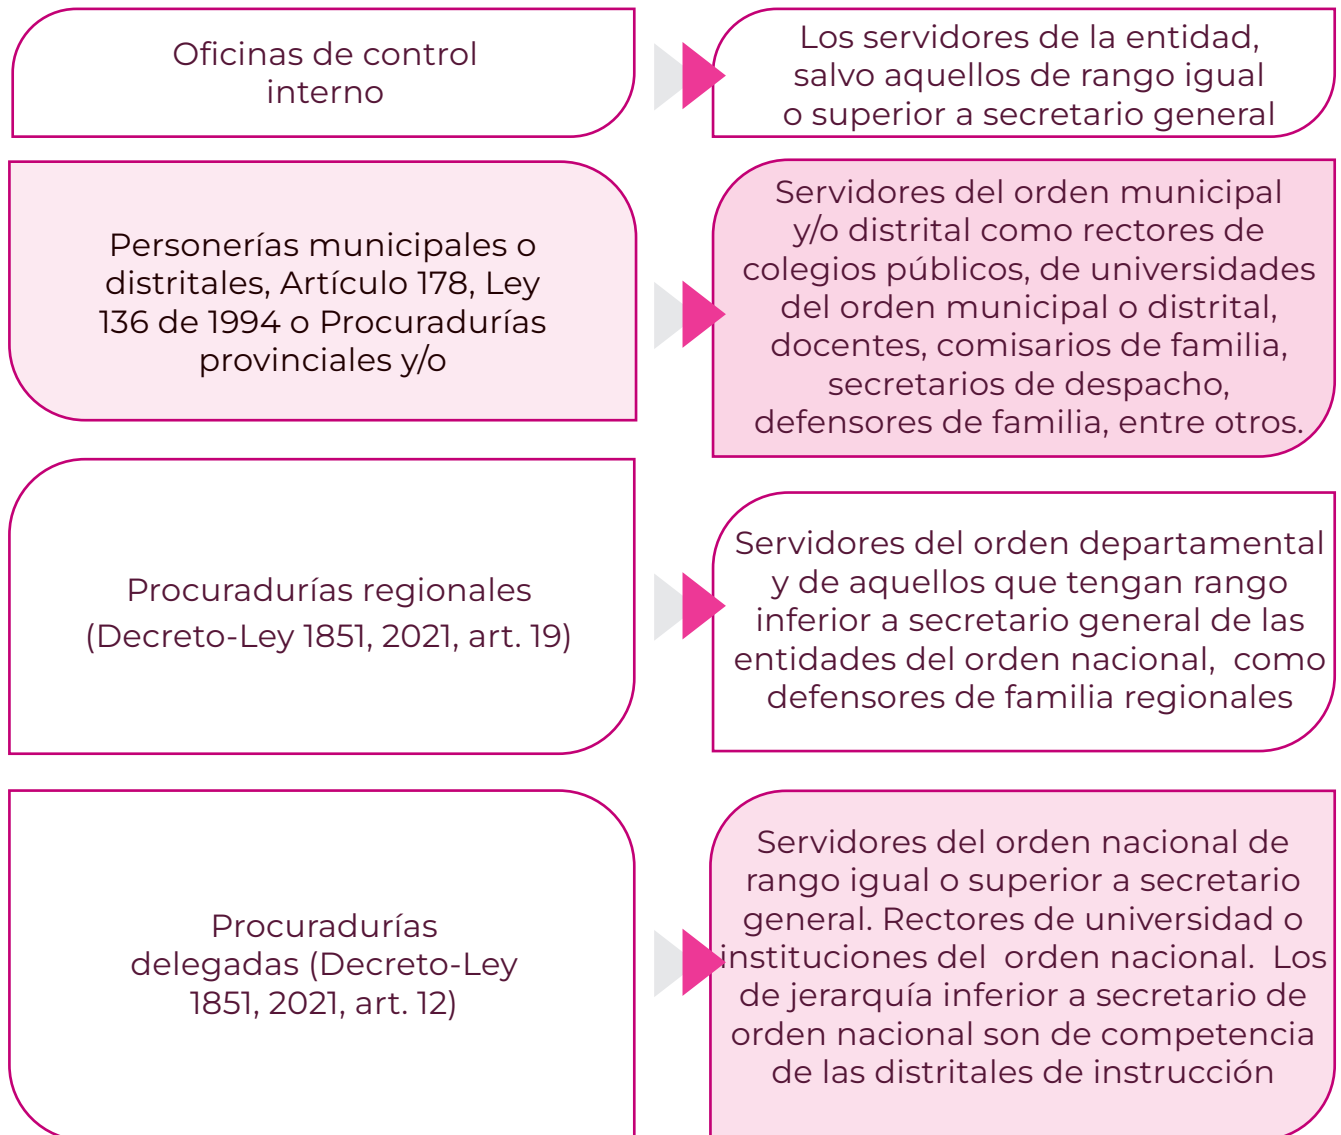 Oficinas de control
interno
Los servidores de la entidad,
salvo aquellos de rango igual
o superior a secretario general
Personerías municipales o
distritales, Artículo 178, Ley
136 de 1994 o Procuradurías
provinciales y/o
Servidores del orden municipal
y/o distrital como rectores de
colegios públicos, de universidades
del orden municipal o distrital,
docentes, comisarios de familia,
secretarios de despacho,
defensores de familia, entre otros.
Procuradurías regionales
(Decreto-Ley 1851, 2021, art. 19)
Servidores del orden departamental
y de aquellos que tengan rango
inferior a secretario general de las
entidades del orden nacional, como
defensores de familia regionales
Procuradurías
delegadas (Decreto-Ley
1851, 2021, art. 12)
Servidores del orden nacional de
rango igual o superior a secretario
general. Rectores de universidad o
instituciones del orden nacional. Los
de jerarquía inferior a secretario de
orden nacional son de competencia
de las distritales de instrucción